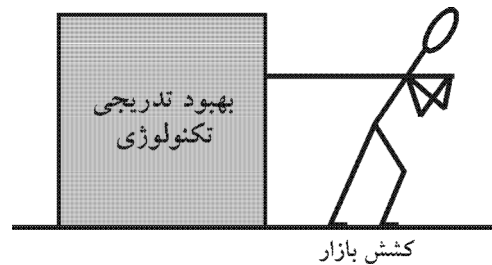 بهبود تدریجی
تکنولوژی
کشش بازار